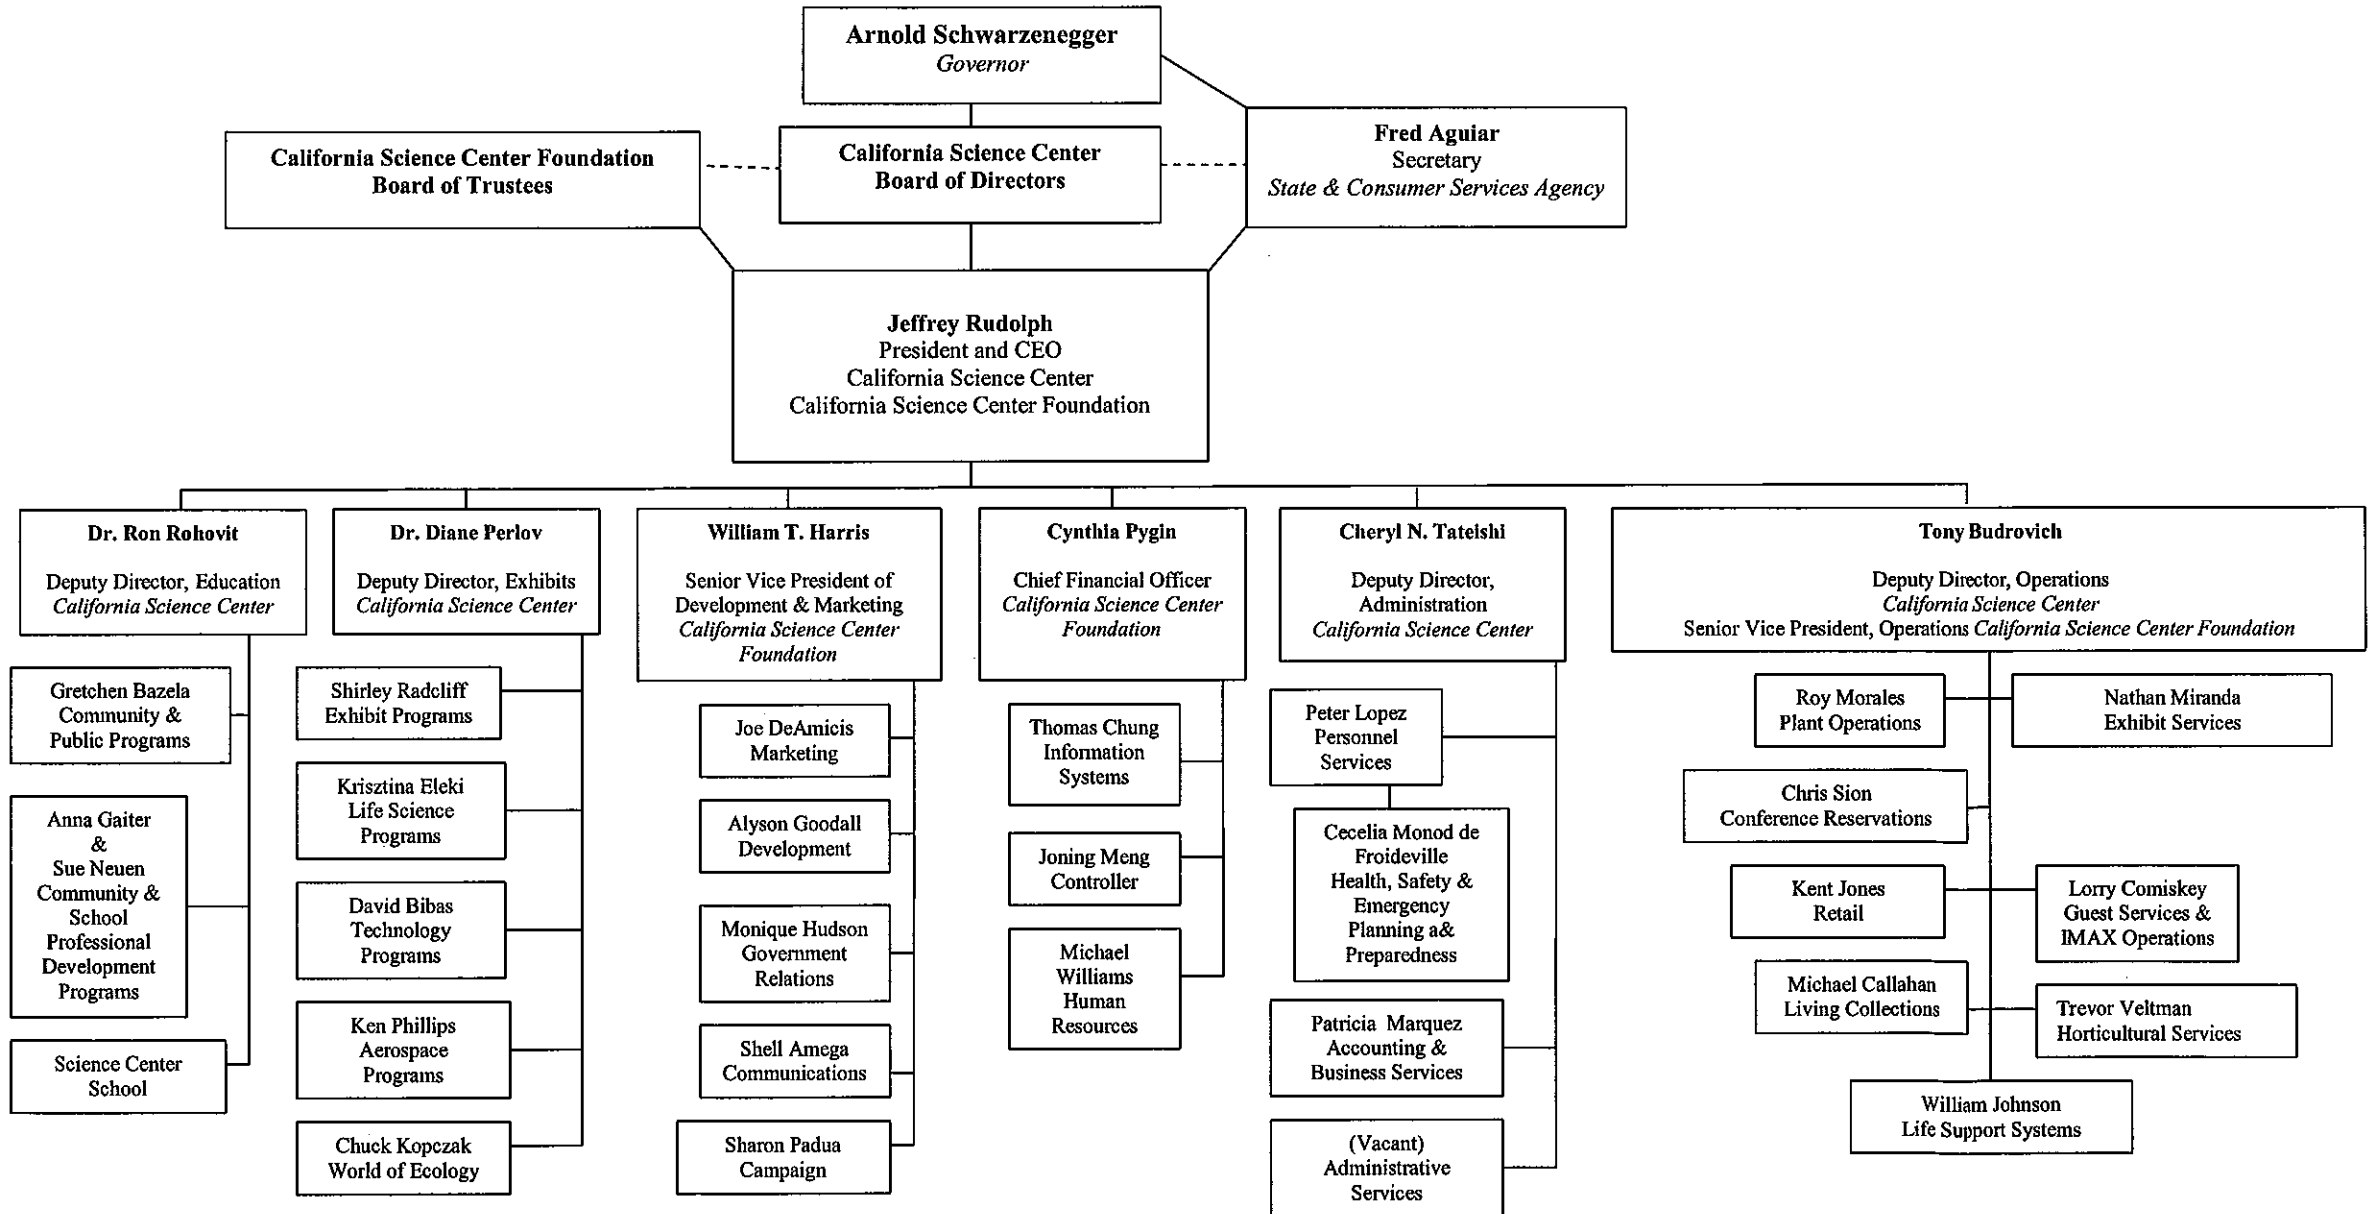 Arnold Schwarzenegger
Governor
California Science Center Foundation
Board of Trustees
California Science Center
Board of Directors
Fred Aguiar
Secretary
State & Consumer Services Agency
Jeffrey Rudolph
President and CEO
California Science Center
California Science Center Foundation
Dr. Ron Rohovit
Deputy Director, Education
California Science Center
Gretchen Bazela
Community &
Public Programs
Anna Gaiter
&
Sue Neuen
Community &
School
Professional
Development
Programs
Science Center
School
Dr. Diane Perlov
Deputy Director, Exhibits
California Science Center
Shirley Radcliff
Exhibit Programs
Krisztina Eleki
Life Science
Programs
David Bibas
Technology
Programs
Ken Phillips
Aerospace
Programs
Chuck Kopczak
World of Ecology
William T. Harris
Senior Vice President of
Development & Marketing
California Science Center
Foundation
Joe DeAmicis
Marketing
Alyson Goodall
Development
Monique Hudson
Government
Relations
Shell Amega
Communications
Sharon Padua
Campaign
Cynthia Pygin
Chief Financial Officer
California Science Center
Foundation
Thomas Chung
Information
Systems
Joning Meng
Controller
Michael
Williams
Human
Resources
Cheryl N. Tateishi
Deputy Director,
Administration
California Science Center
Peter Lopez
Personnel
Services
Cecelia Monod de
Froideville
Health, Safety &
Emergency
Planning a&
Preparedness
Patricia Marquez
Accounting &
Business Services
(Vacant)
Administrative
Services
Tony Budrovich
Deputy Director, Operations
California Science Center
Senior Vice President, Operations California Science Center Foundation
Roy Morales
Plant Operations
Nathan Miranda
Exhibit Services
Chris Sion
Conference Reservations
Kent Jones
Retail
Lorry Comiskey
Guest Services &
IMAX Operations
Michael Callahan
Living Collections
Trevor Veltman
Horticultural Services
William Johnson
Life Support Systems